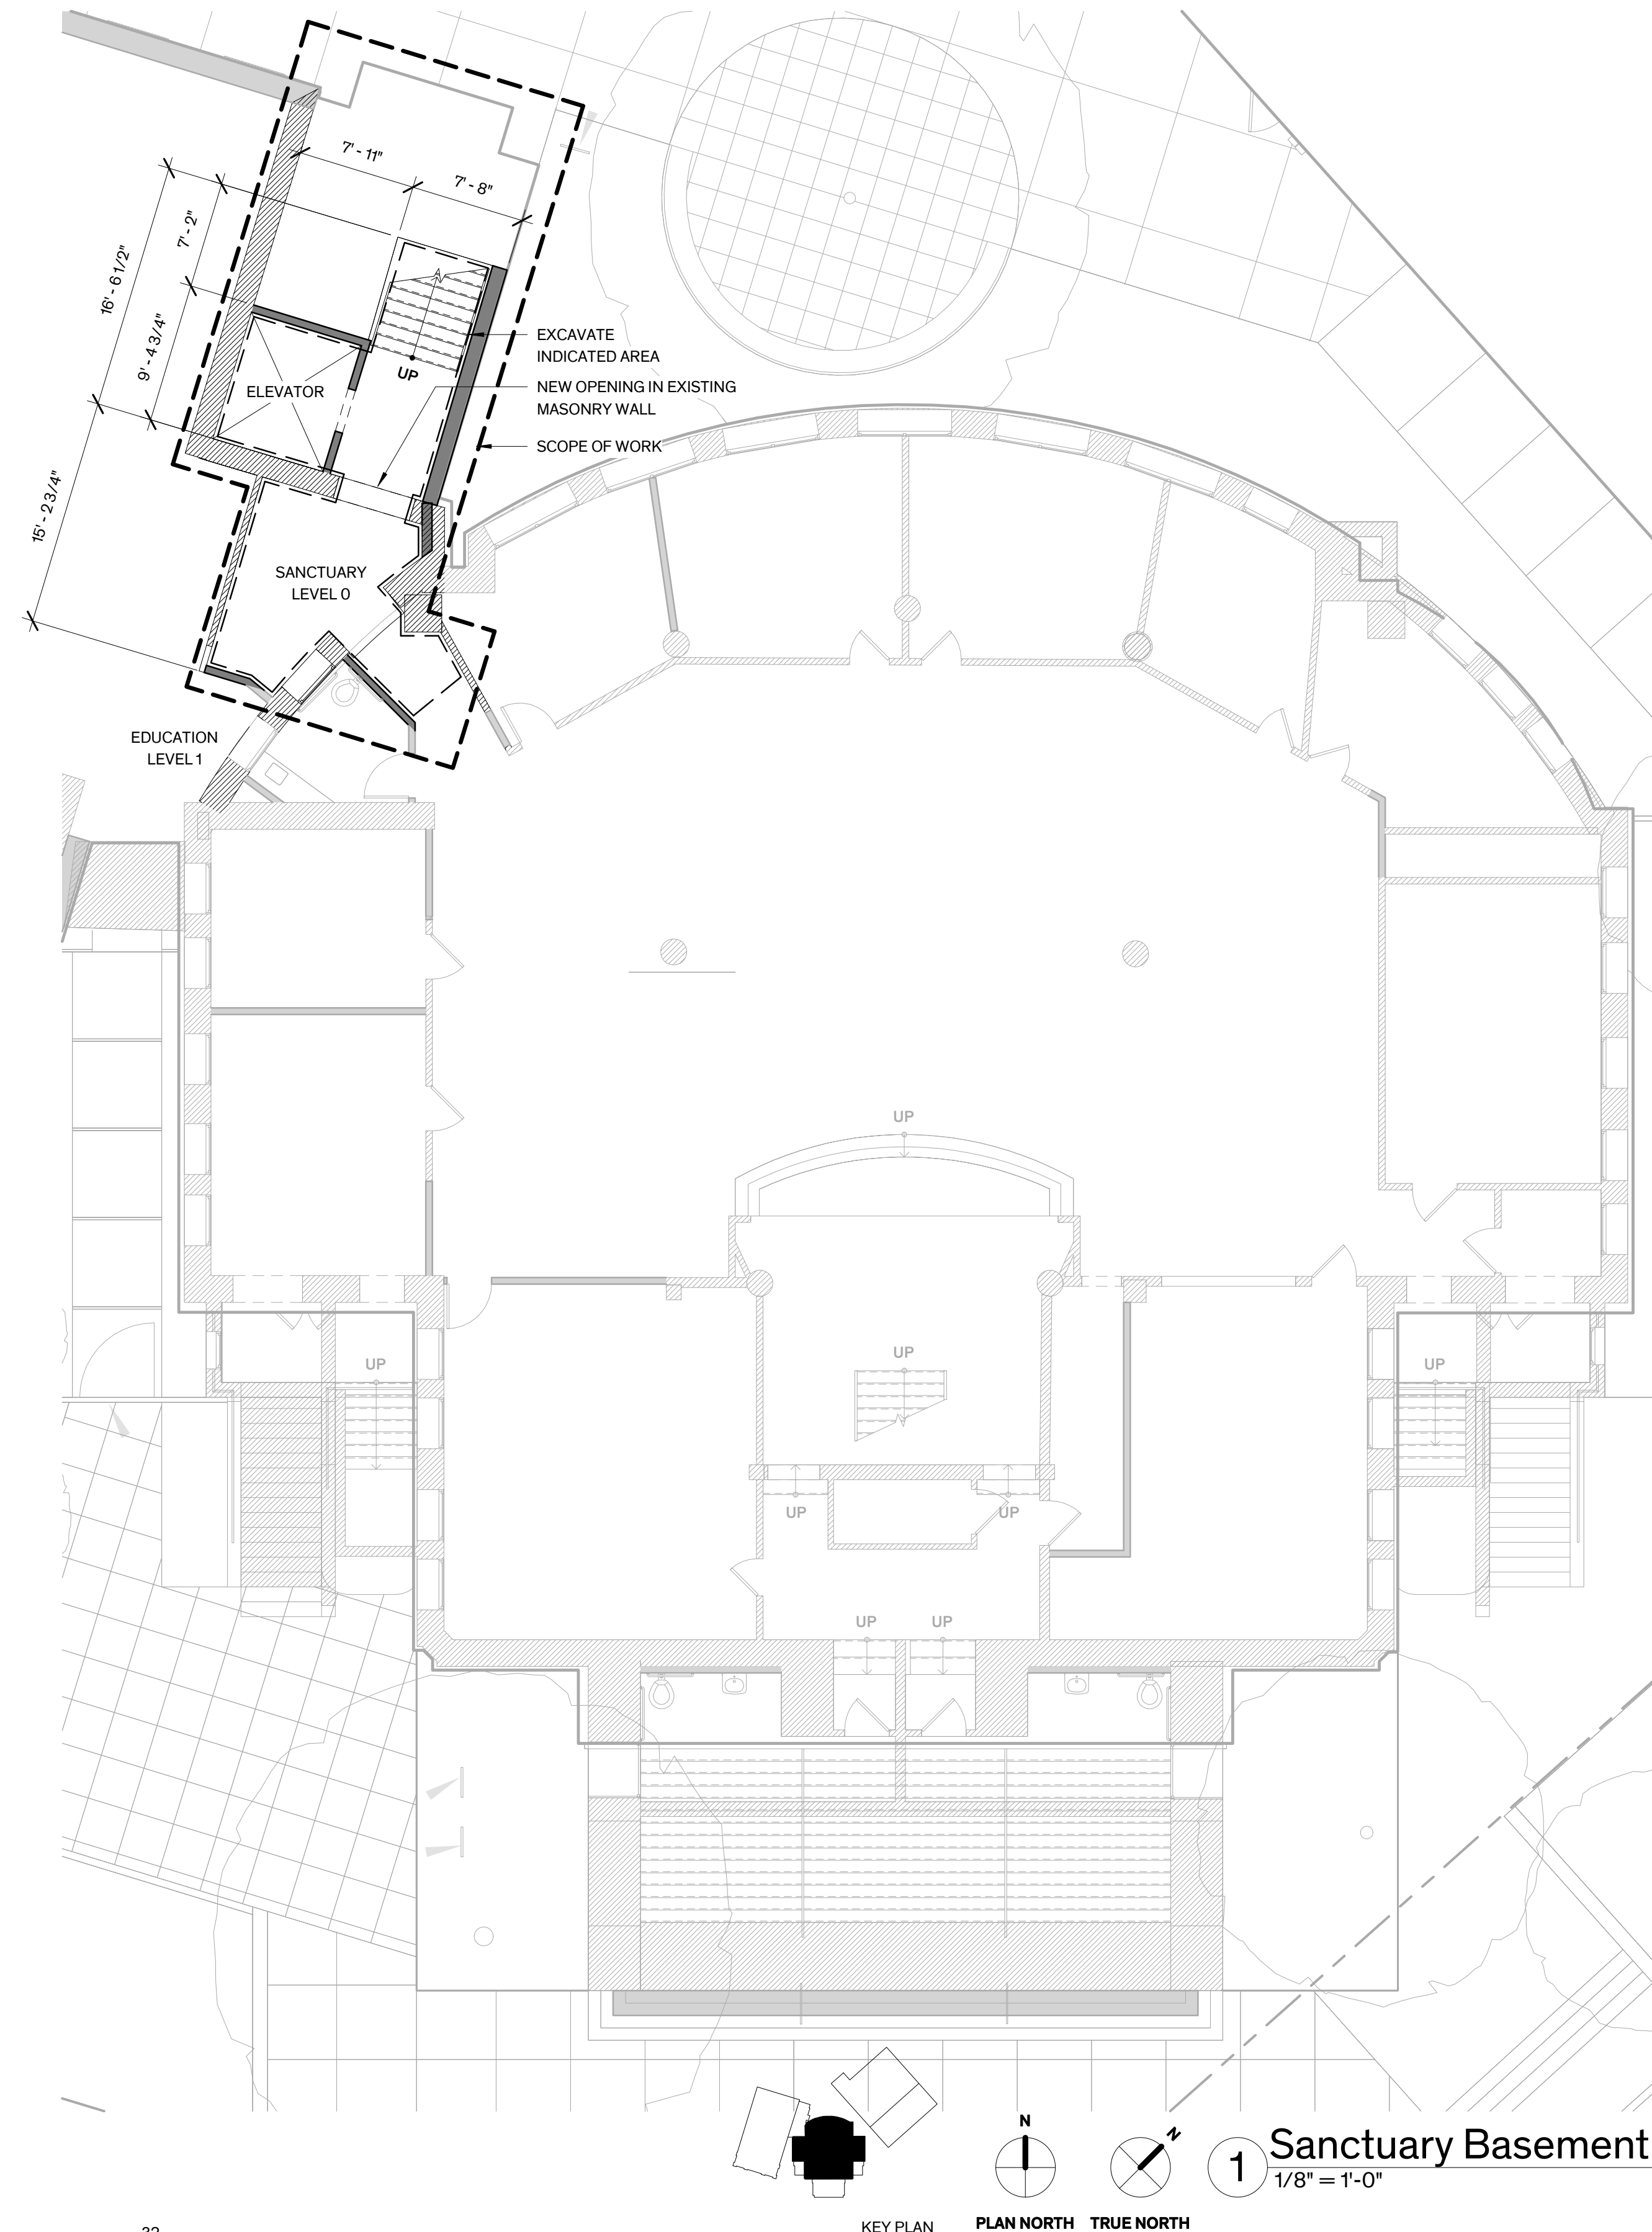 7' - 11"
7' - 8"
7' - 2"
16' - 6 1/2"
9' - 4 3/4"
15' - 2 3/4"
EXCAVATE
INDICATED AREA
UP
NEW OPENING IN EXISTING
MASONRY WALL
ELEVATOR
SCOPE OF WORK
SANCTUARY
LEVEL 0
EDUCATION
LEVEL 1
UP
UP
UP
UP
UP
UP
UP
UP
N
N
1
Sanctuary Basement
1/8" = 1'-0"
KEY PLAN
PLAN NORTH
TRUE NORTH
32